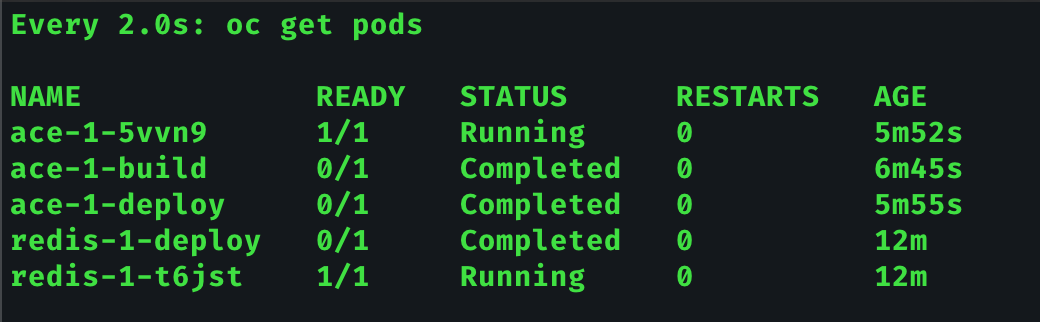 Every 2.0s: oc get pods
NAME READY STATUS RESTARTS AGE
ace-1-5vvn9 1/1 Running 0 5m52s
ace-1-build 0/1 Completed 0 6m45s
ace-1-deploy 0/1 Completed 0 5m55s
redis-1-deploy 0/1 Completed 0 12m
redis-1-t6jst 1/1 Running 0 12m